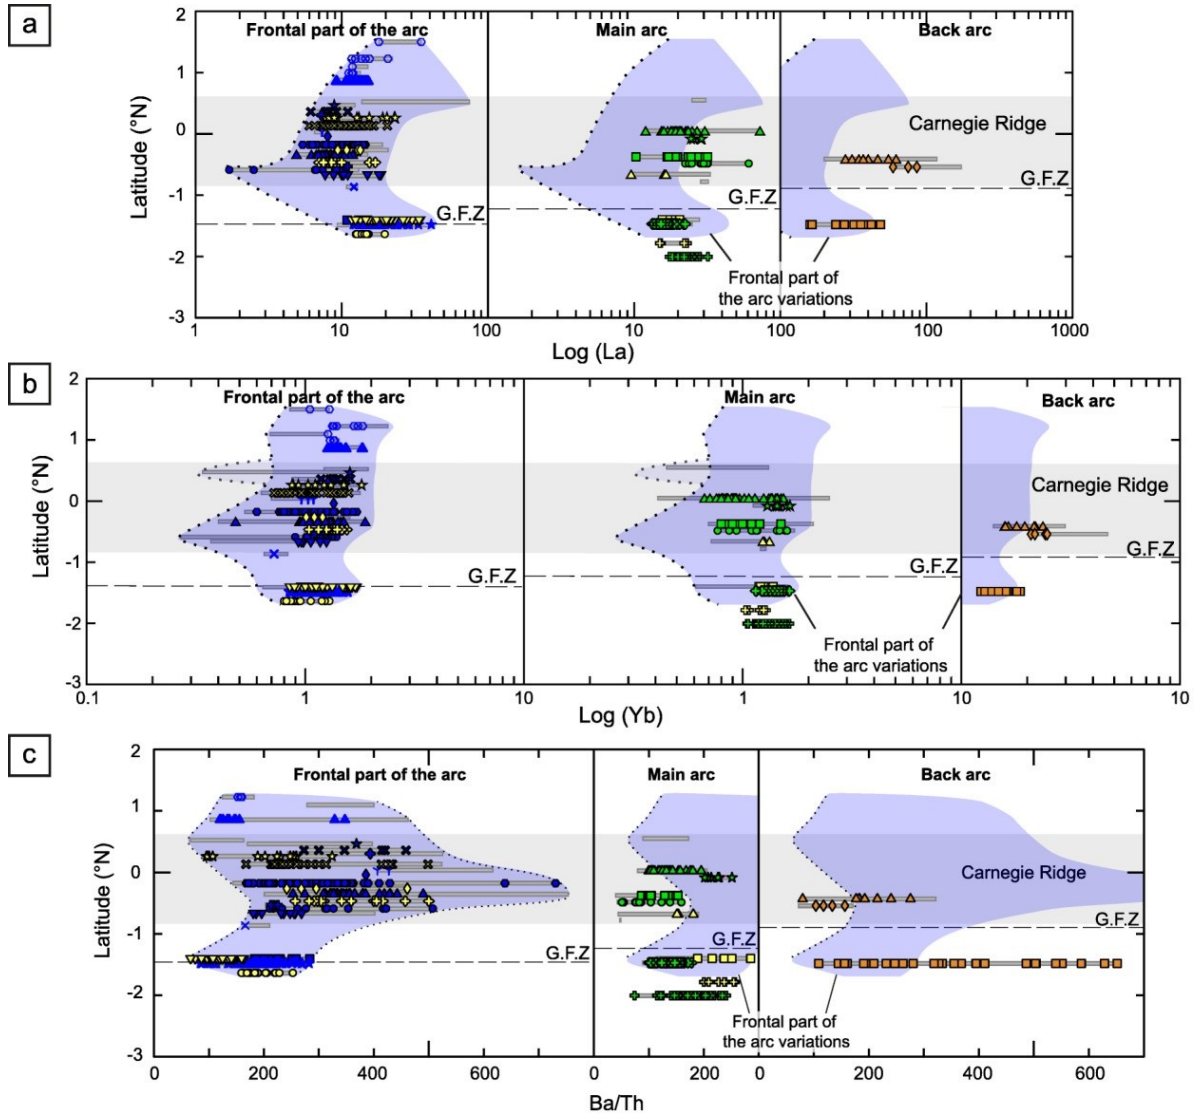 a
Frontal part of the arc Main arc Back arc
2
1
0
-1
-2
-3
Latitude (°N)
Carnegie Ridge
G.F.Z G.F.Z G.F.Z
Frontal part of
the arc variations
1 10 100 10 100 100 1000
Log (La)
b
Frontal part of the arc Main arc Back arc
2
1
0
-1
-2
-3
Latitude (°N)
Carnegie Ridge
G.F.Z G.F.Z G.F.Z
Frontal part of
the arc variations
0.1 1 10 1 10 10
Log (Yb)
c
Frontal part of the arc Main arc Back arc
2
1
0
-1
-2
-3
Latitude (°N)
Carnegie Ridge
G.F.Z G.F.Z G.F.Z
Frontal part of
the arc variations
0 200 400 600 0 200 0 200 400 600
Ba/Th